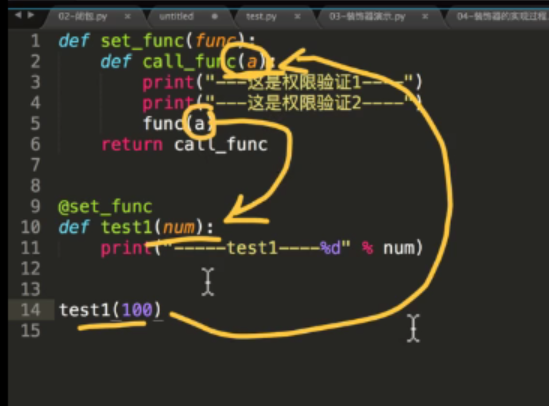 02-闭包.py × untitled test.py × 03-装饰器演示.py × 04-装饰器的实现过程.
1 def set_func(func):
2 def call_func(a):
3 print("---这是权限验证1----")
4 print("---这是权限验证2----")
5 func(a)
6 return call_func
7
8
9 @set_func
10 def test1(num):
11 print("-----test1----%d" % num)
12
13
14 test1(100)
15